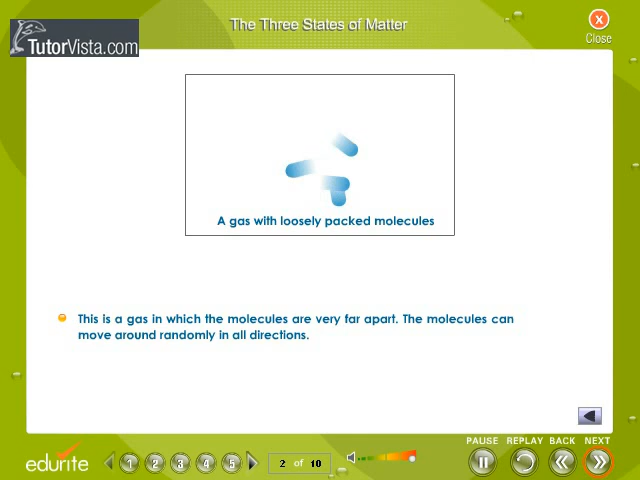 The Three States of Matter
X
Close
TutorVista.com
A gas with loosely packed molecules
This is a gas in which the molecules are very far apart. The molecules can
move around randomly in all directions.
PAUSE REPLAY BACK NEXT
edurite
1 2 3 4 5
2 of 10